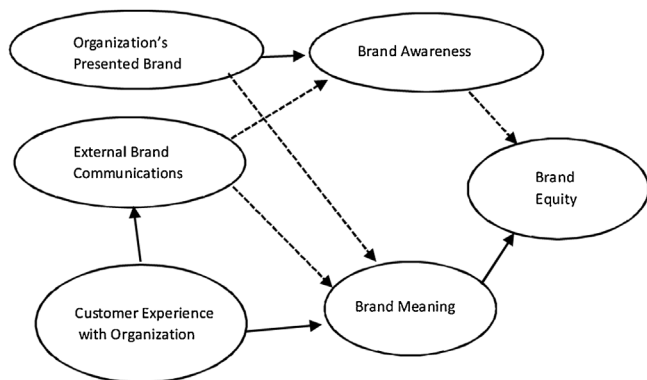 Organization's
Presented Brand
Brand Awareness
External Brand
Communications
Brand
Equity
Customer Experience
with Organization
Brand Meaning